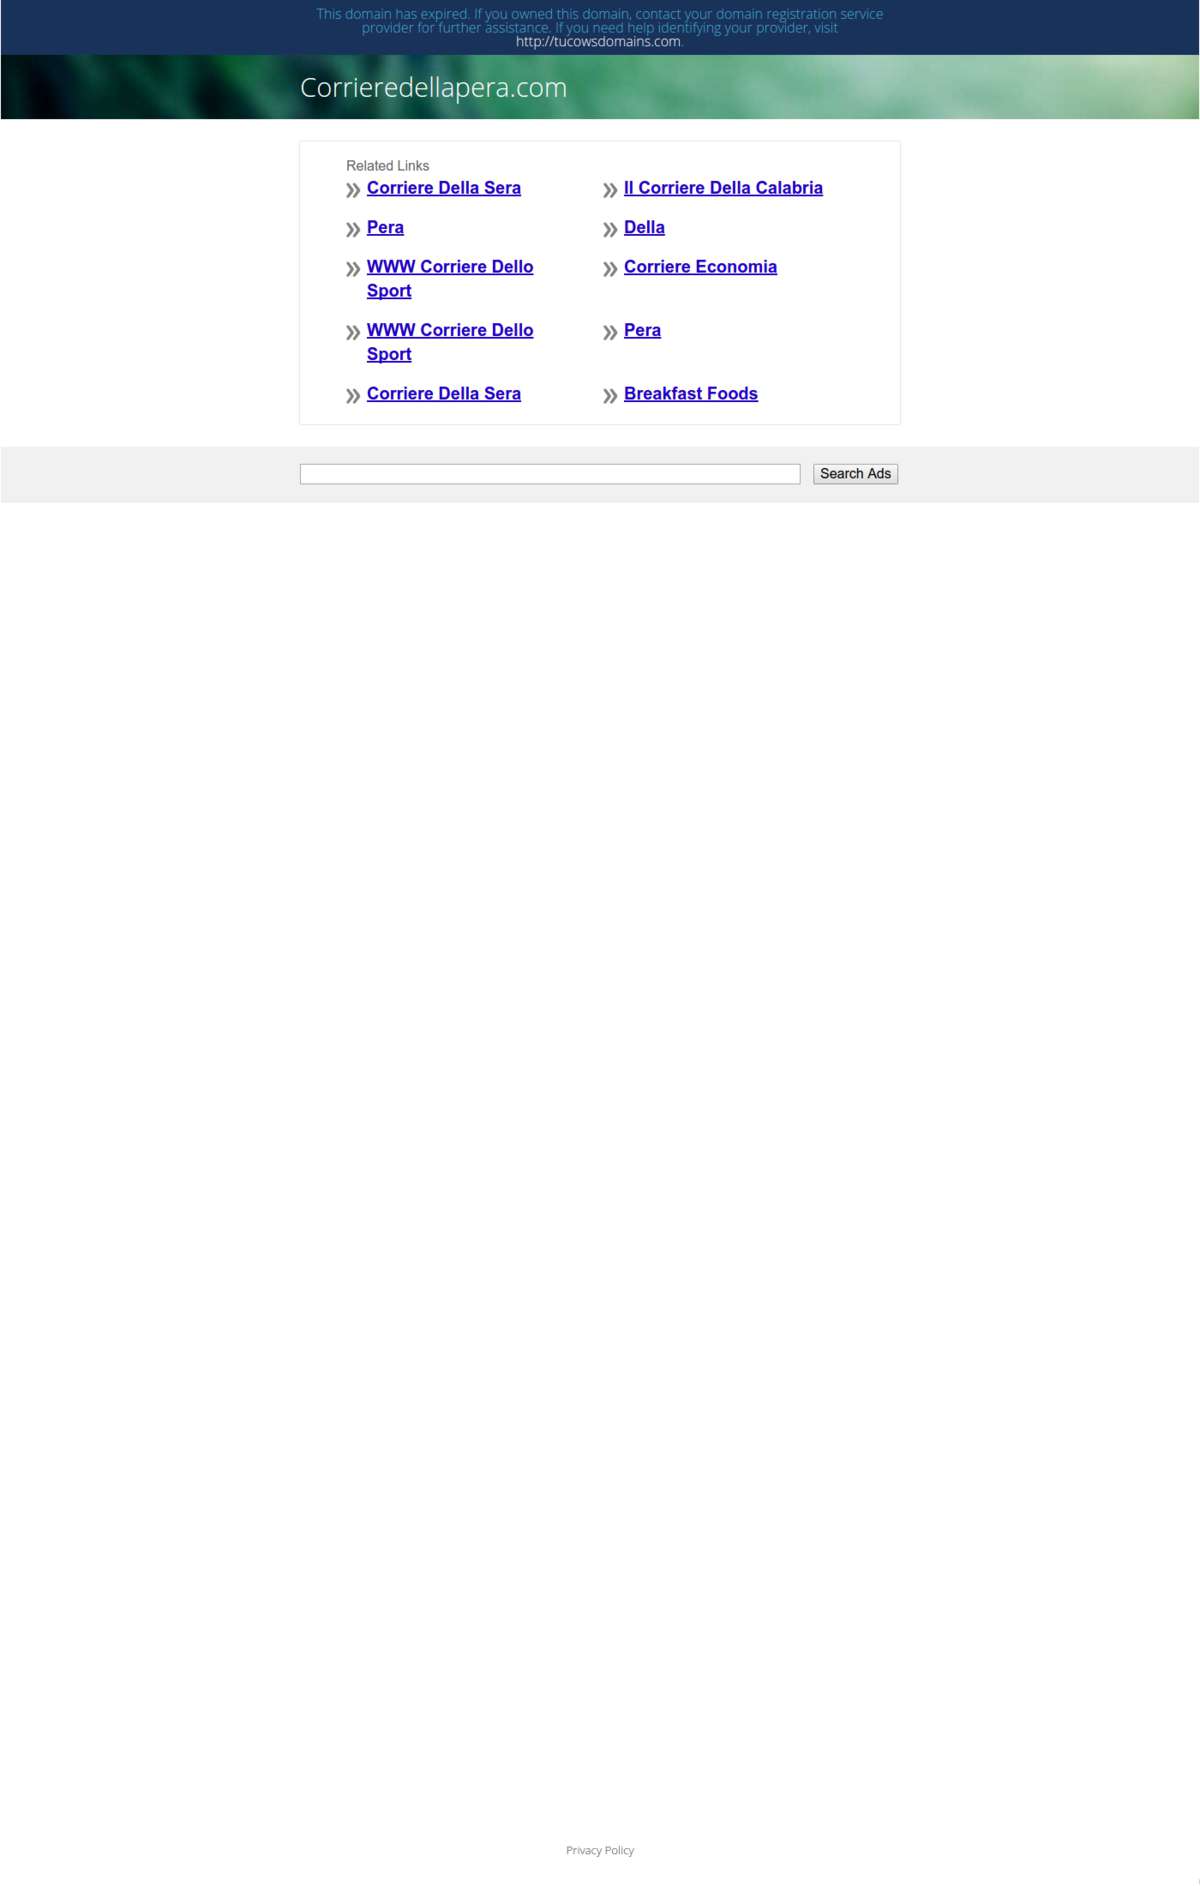 This domain has expired. If you owned this domain, contact your domain registration service
provider for further assistance. If you need help identifying your provider, visit
http://tucowsdomains.com.
Corrieredellapera.com
Related Links
Corriere Della Sera
Il Corriere Della Calabria
Pera
Della
WWW Corriere Dello
Sport
Corriere Economia
WWW Corriere Dello
Sport
Pera
Corriere Della Sera
Breakfast Foods
Search Ads
Privacy Policy